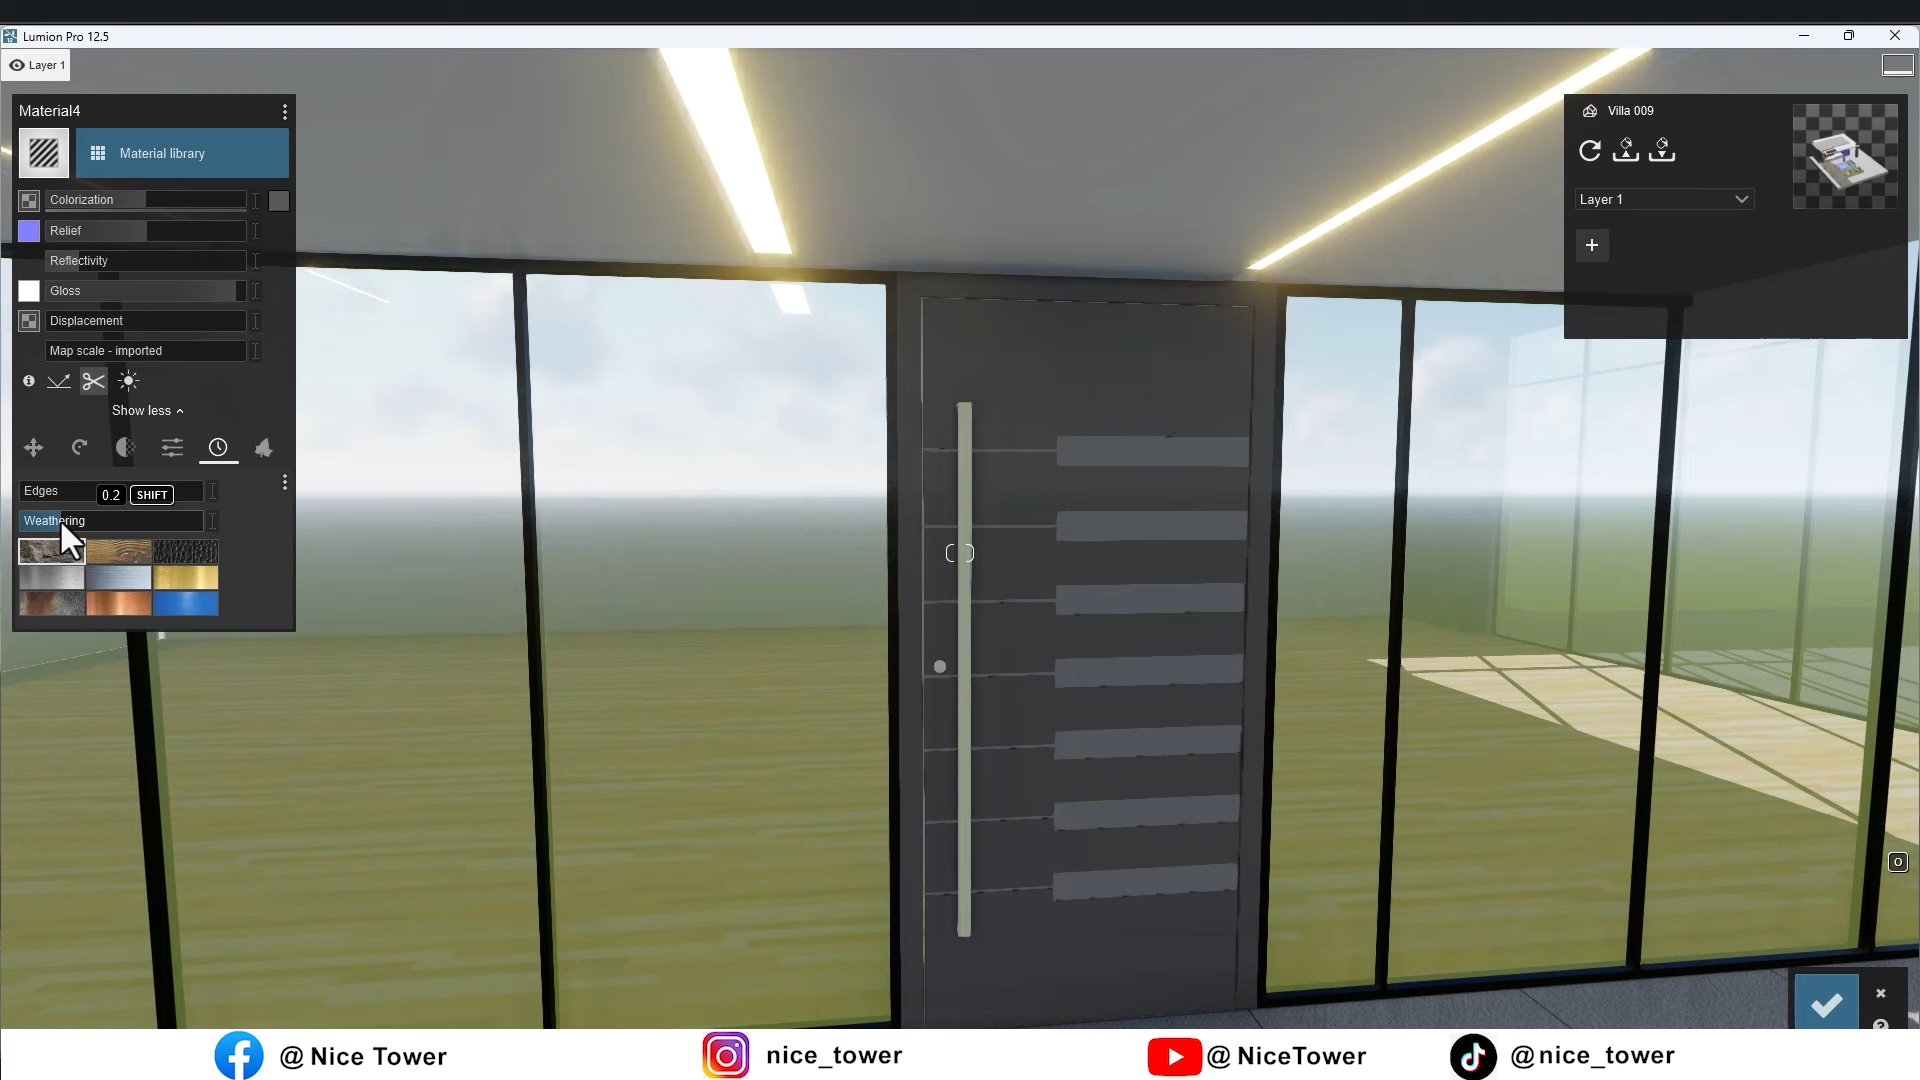 Lumion Pro 12.5
Layer 1
Material4
Material library
Colorization
Relief
Reflectivity
Gloss
Displacement
Map scale - imported
Show less
Edges
0.2 SHIFT
Weathering
Villa 009
Layer 1
O
@ Nice Tower
nice_tower
@ NiceTower
@nice_tower